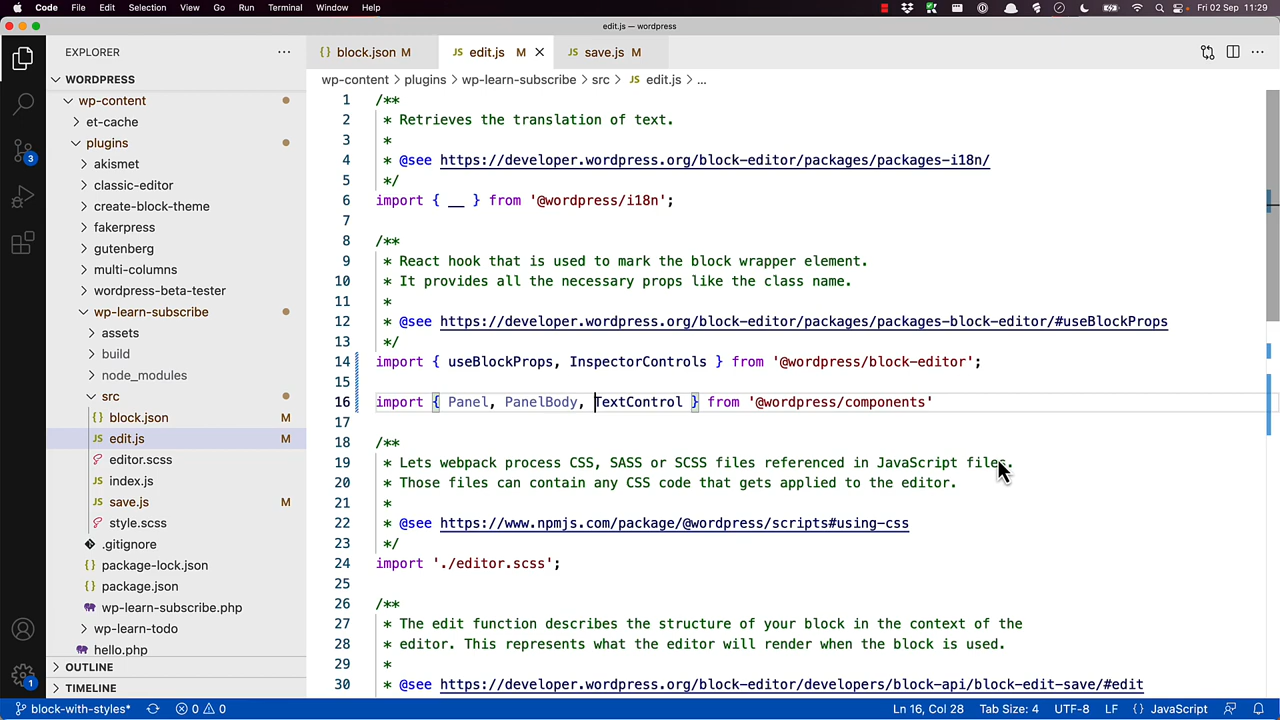 Code File Edit Selection View Go Run Terminal Window Help Fri 02 Sep 11:29
edit.js — wordpress
EXPLORER
block.json M
JS edit.js M
JS save.js M
WORDPRESS
wp-content > plugins > wp-learn-subscribe > src > JS edit.js > ...
wp-content
et-cache
plugins
akismet
classic-editor
create-block-theme
fakerpress
gutenberg
multi-columns
wordpress-beta-tester
wp-learn-subscribe
assets
build
node_modules
src
{} block.json M
JS edit.js M
editor.scss
JS index.js
JS save.js M
style.scss
.gitignore
{} package-lock.json
{} package.json
wp-learn-subscribe.php
wp-learn-todo
hello.php
OUTLINE
TIMELINE
3
1
1 /**
2 * Retrieves the translation of text.
3 *
4 * @see https://developer.wordpress.org/block-editor/packages/packages-i18n/
5 */
6 import { __ } from '@wordpress/i18n';
7
8 /**
9 * React hook that is used to mark the block wrapper element.
10 * It provides all the necessary props like the class name.
11 *
12 * @see https://developer.wordpress.org/block-editor/packages/packages-block-editor/#useBlockProps
13 */
14 import { useBlockProps, InspectorControls } from '@wordpress/block-editor';
15
16 import { Panel, PanelBody, TextControl } from '@wordpress/components'
17
18 /**
19 * Lets webpack process CSS, SASS or SCSS files referenced in JavaScript files.
20 * Those files can contain any CSS code that gets applied to the editor.
21 *
22 * @see https://www.npmjs.com/package/@wordpress/scripts#using-css
23 */
24 import './editor.scss';
25
26 /**
27 * The edit function describes the structure of your block in the context of the
28 * editor. This represents what the editor will render when the block is used.
29 *
30 * @see https://developer.wordpress.org/block-editor/developers/block-api/block-edit-save/#edit
block-with-styles* 0 0 Ln 16, Col 28 Tab Size: 4 UTF-8 LF {} JavaScript